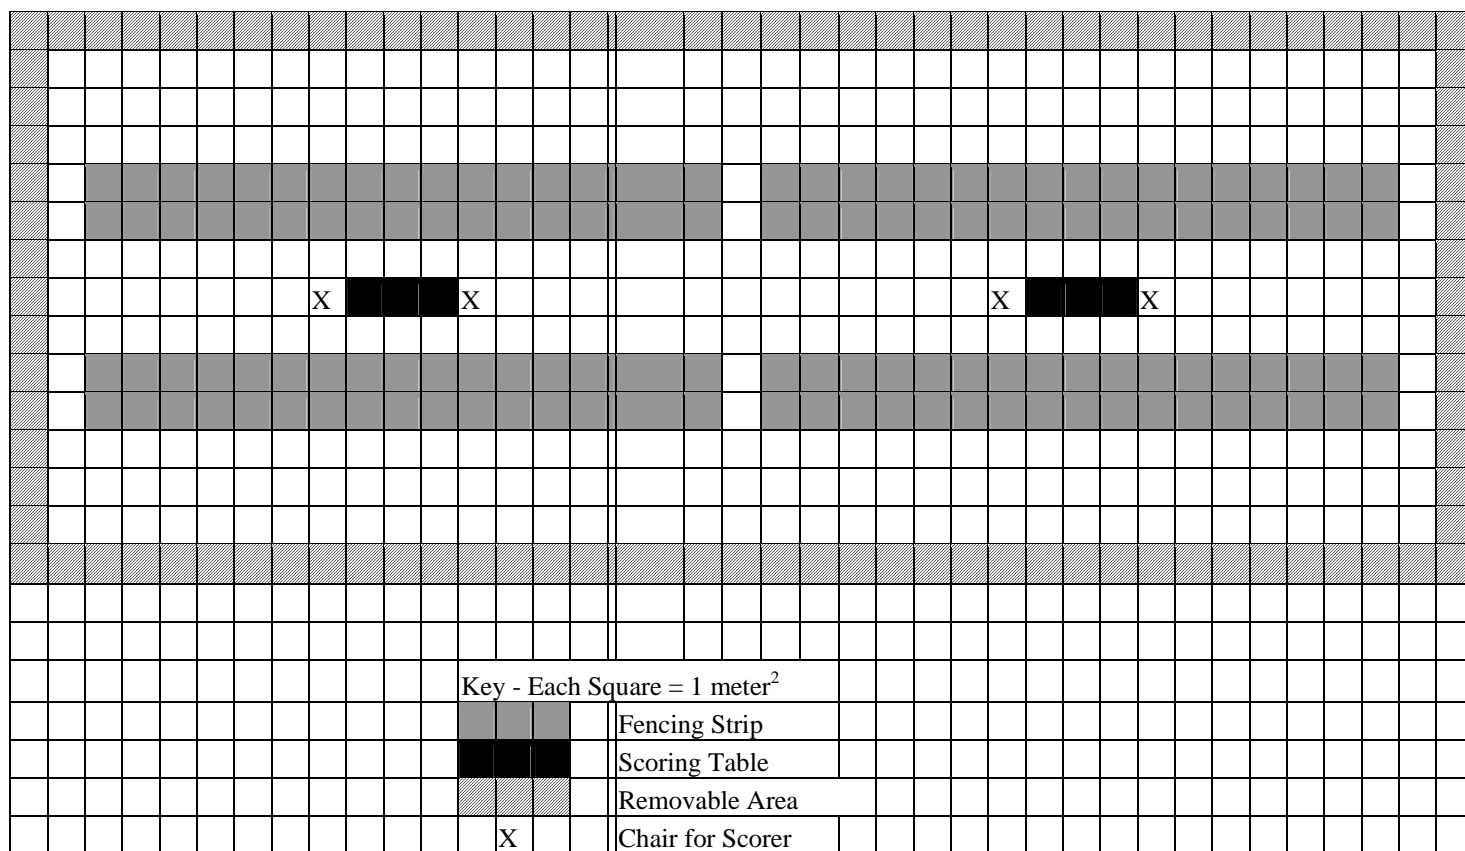 X X X X
Key - Each Square = 1 meter²
Fencing Strip
Scoring Table
Removable Area
X Chair for Scorer